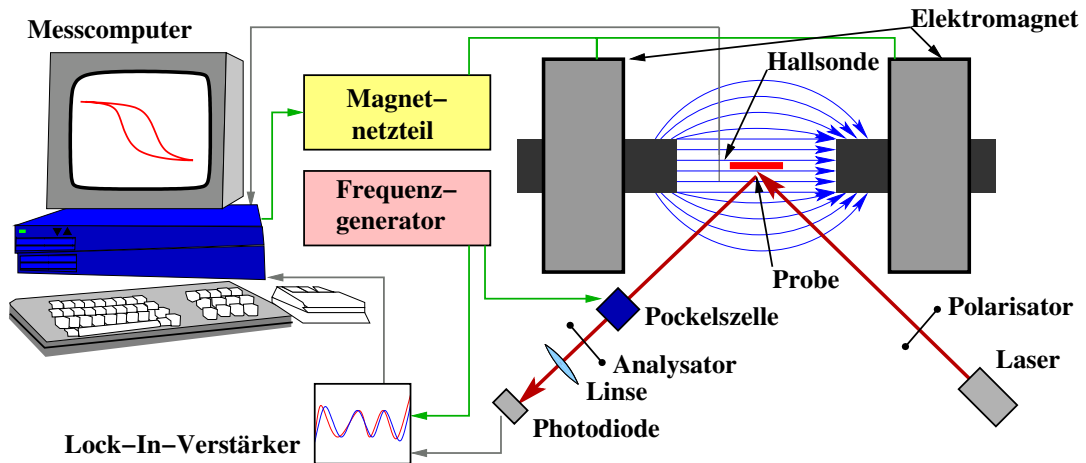 Messcomputer
Elektromagnet
Hallsonde
Magnet–
netzteil
Frequenz–
generator
Probe
Pockelszelle
Polarisator
Analysator
Laser
Linse
Photodiode
Lock–In–Verstärker